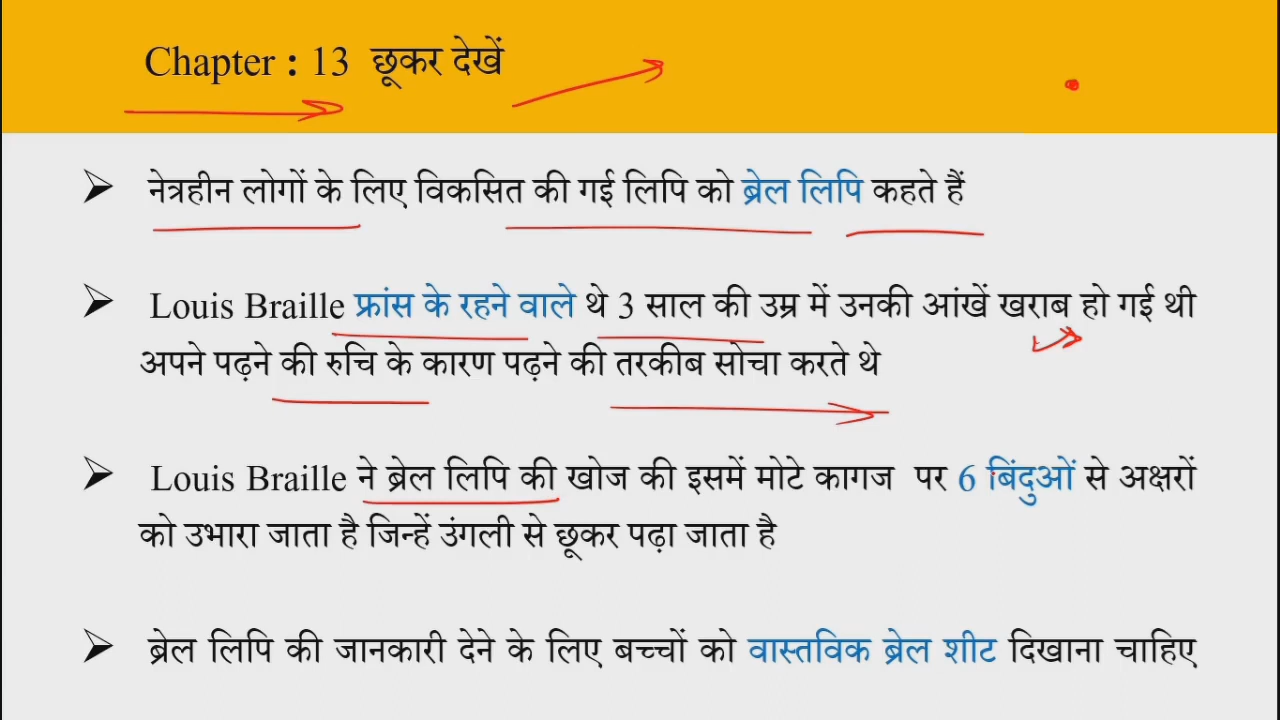 Chapter : 13 छूकर देखें
नेत्रहीन लोगों के लिए विकसित की गई लिपि को ब्रेल लिपि कहते हैं
Louis Braille फ्रांस के रहने वाले थे 3 साल की उम्र में उनकी आंखें खराब हो गई थी
अपने पढ़ने की रुचि के कारण पढ़ने की तरकीब सोचा करते थे
Louis Braille ने ब्रेल लिपि की खोज की इसमें मोटे कागज पर 6 बिंदुओं से अक्षरों
को उभारा जाता है जिन्हें उंगली से छूकर पढ़ा जाता है
ब्रेल लिपि की जानकारी देने के लिए बच्चों को वास्तविक ब्रेल शीट दिखाना चाहिए